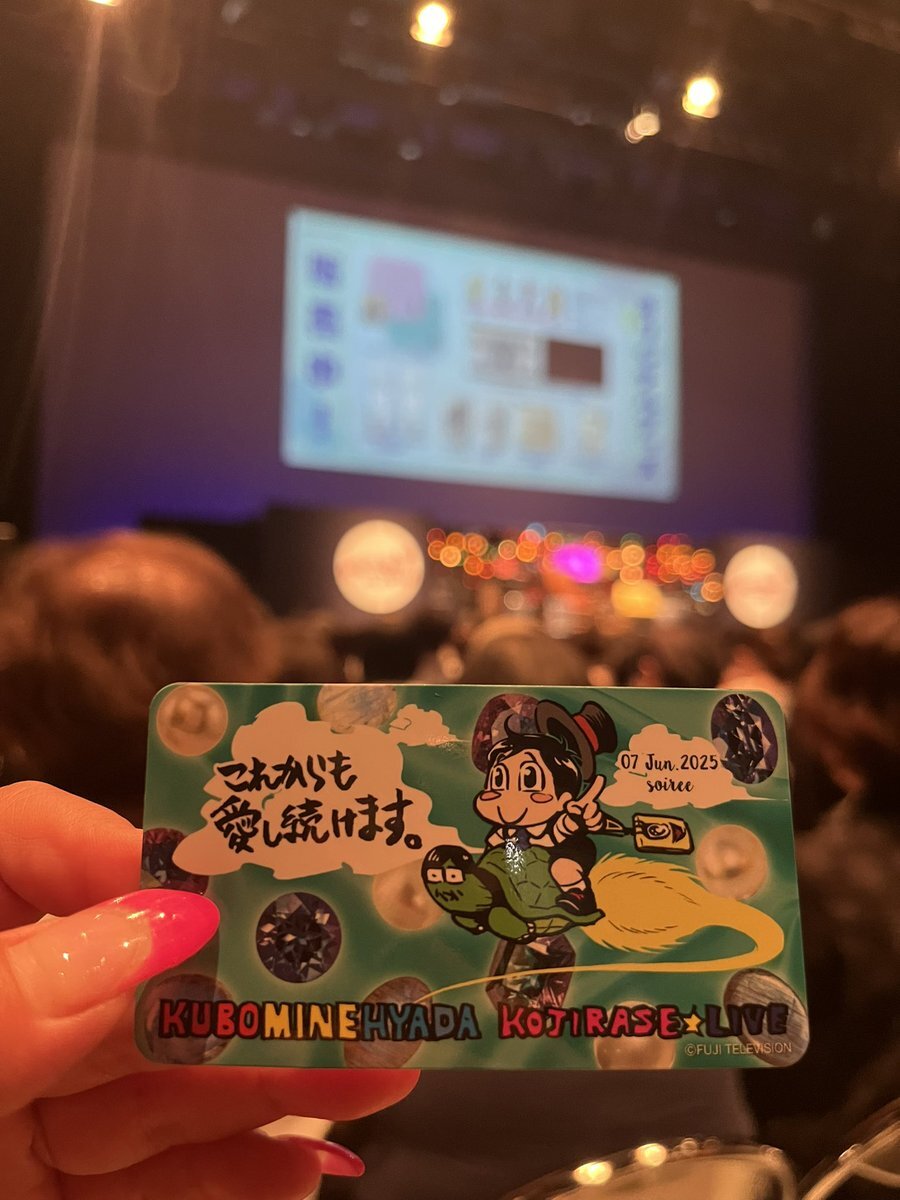 これからも
愛し続けます。
07 Jun.2025
soiree
KUBOMINEHYADA KOJIRASE★LIVE
©FUJI TELEVISION